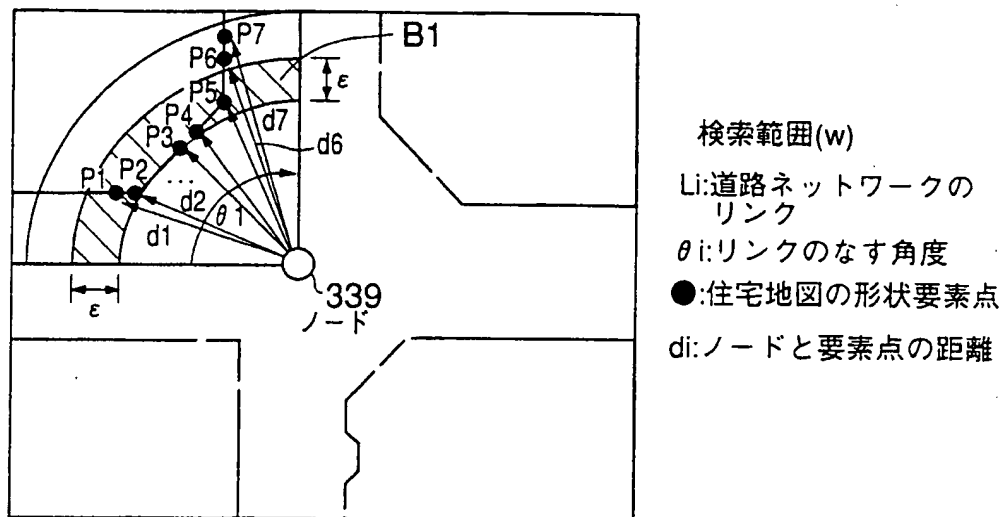 P7
B1
P6
ε
P5
d7
P4
P3
d6
P1
P2
...
d2
θ1
d1
ε
339
ノード
検索範囲(w)
Li:道路ネットワークの
リンク
θi:リンクのなす角度
●:住宅地図の形状要素点
di:ノードと要素点の距離